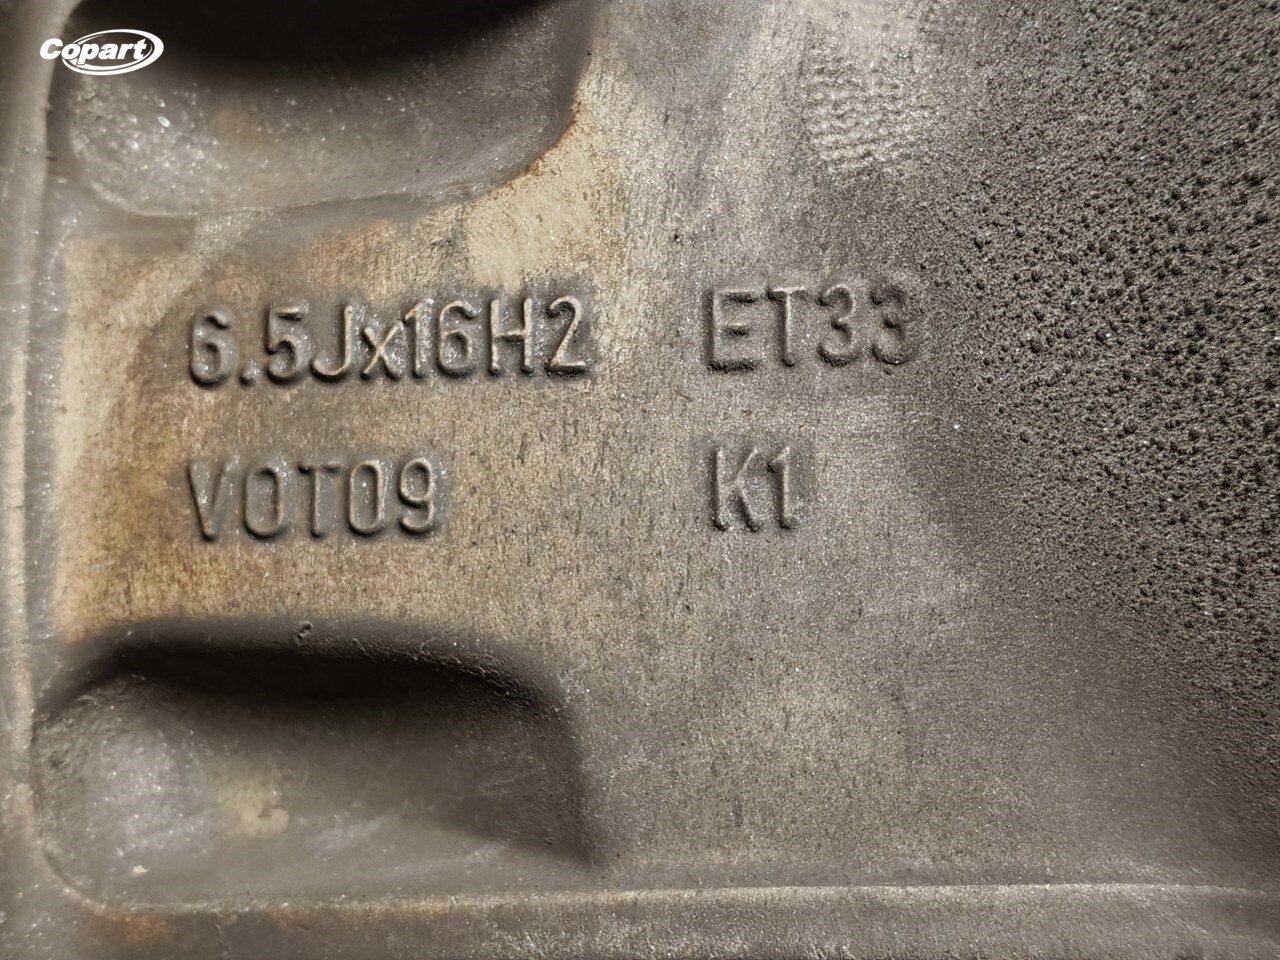 Copart
6.5Jx16H2 ET33
VOT09 K1